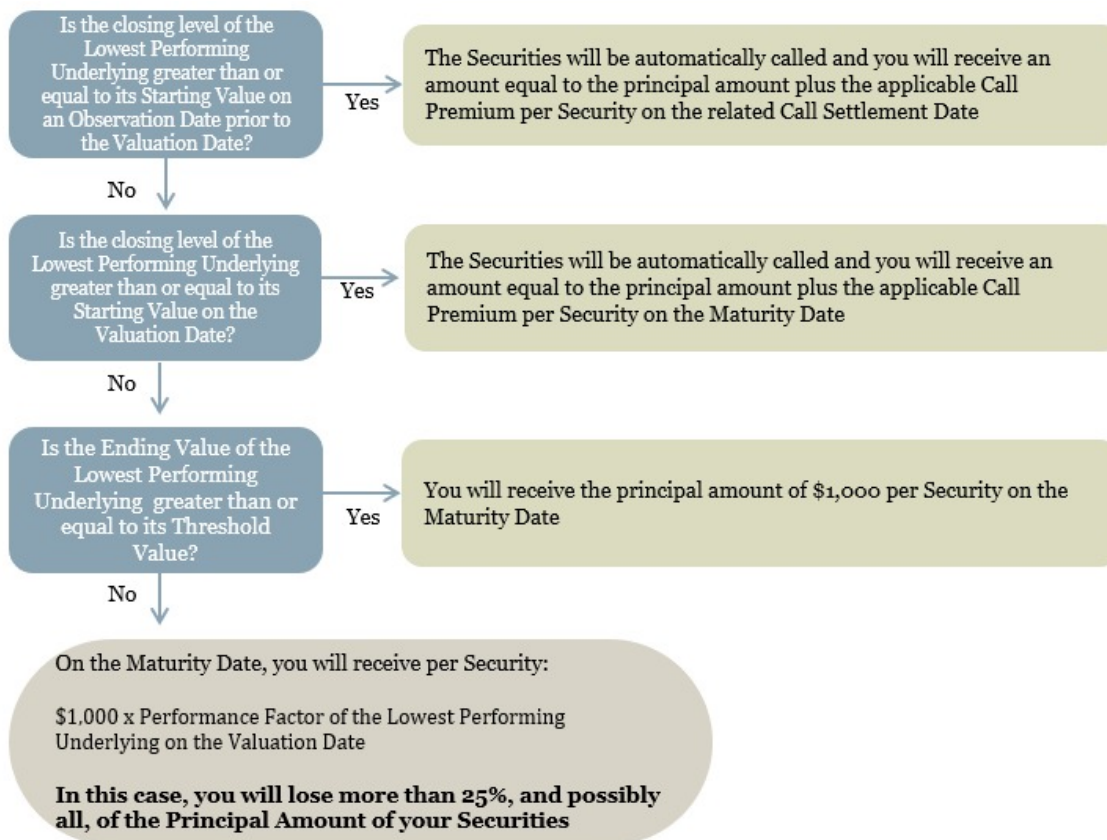 Is the closing level of the
Lowest Performing
Underlying greater than or
equal to its Starting Value on
an Observation Date prior to
the Valuation Date?
Yes
The Securities will be automatically called and you will receive an
amount equal to the principal amount plus the applicable Call
Premium per Security on the related Call Settlement Date
No
Is the closing level of the
Lowest Performing Underlying
greater than or equal to its
Starting Value on the
Valuation Date?
Yes
The Securities will be automatically called and you will receive an
amount equal to the principal amount plus the applicable Call
Premium per Security on the Maturity Date
No
Is the Ending Value of the
Lowest Performing
Underlying greater than or
equal to its Threshold
Value?
Yes
You will receive the principal amount of $1,000 per Security on the
Maturity Date
No
On the Maturity Date, you will receive per Security:
$1,000 x Performance Factor of the Lowest Performing
Underlying on the Valuation Date
In this case, you will lose more than 25%, and possibly
all, of the Principal Amount of your Securities